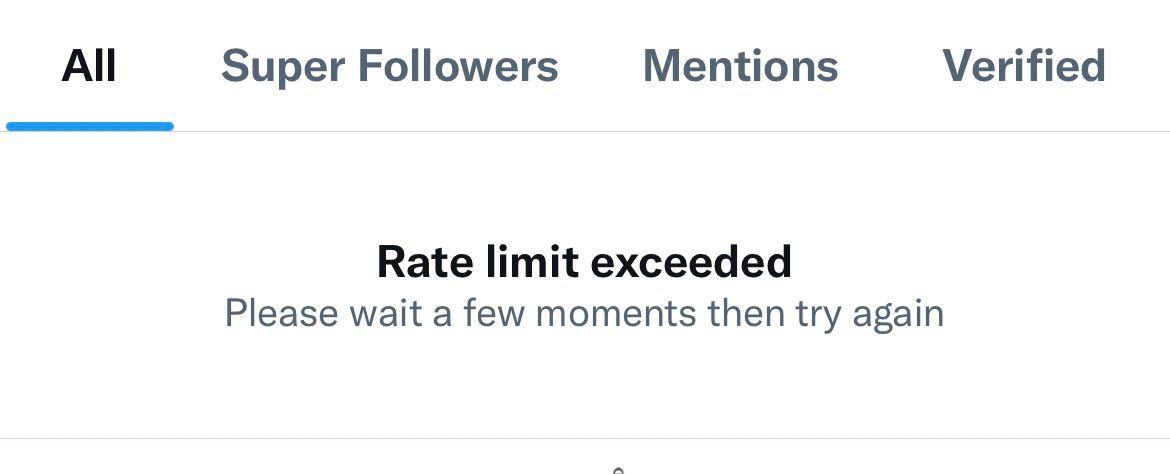 All Super Followers Mentions Verified
Rate limit exceeded
Please wait a few moments then try again